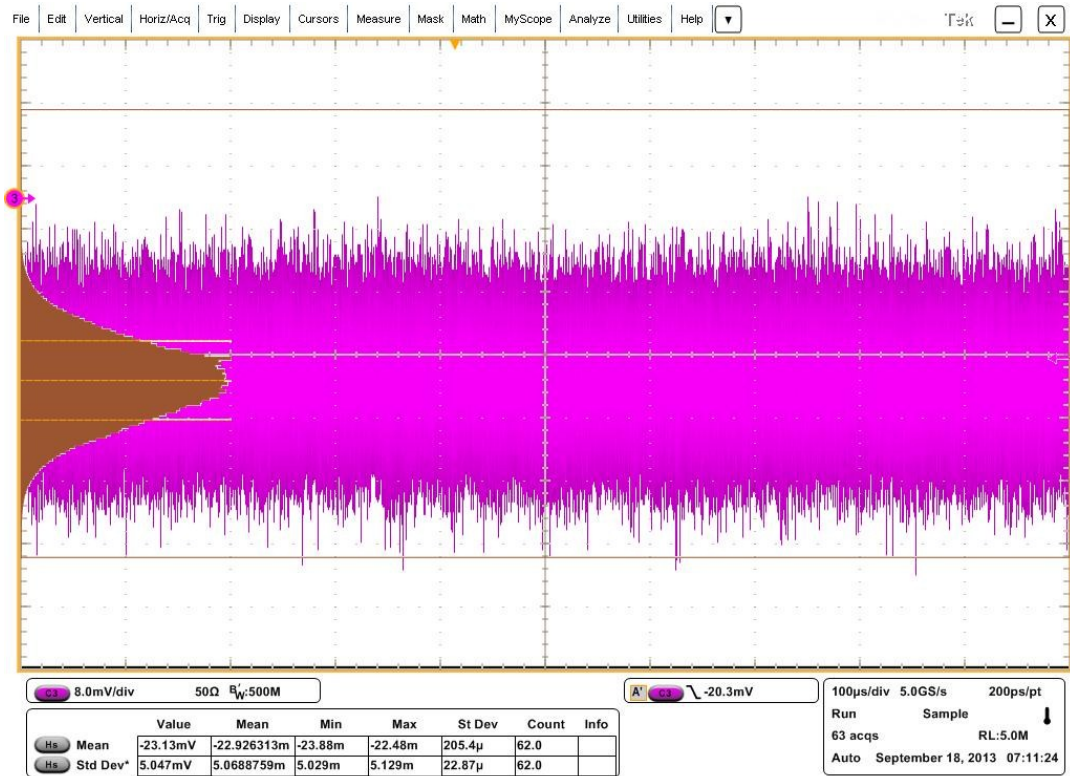 File Edit Vertical Horiz/Acq Trig Display Cursors Measure Mask Math MyScope Analyze Utilities Help Tek X
3
C3 8.0mV/div 50Ω BW:500M
A' C3 -20.3mV
100µs/div 5.0GS/s 200ps/pt
Run Sample
63 acqs RL:5.0M
Auto September 18, 2013 07:11:24
Value Mean Min Max St Dev Count Info
Hs Mean -23.13mV -22.926313m -23.88m -22.48m 205.4µ 62.0
Hs Std Dev* 5.047mV 5.0688759m 5.029m 5.129m 22.87µ 62.0